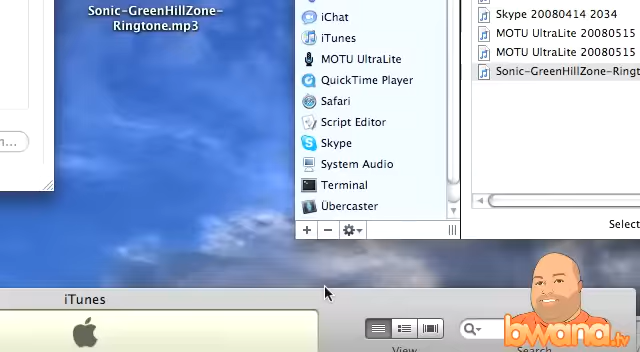 Sonic-GreenHillZone-
Ringtone.mp3
n...
iChat
iTunes
MOTU UltraLite
QuickTime Player
Safari
Script Editor
Skype
System Audio
Terminal
Übercaster
Skype 20080414 2034
MOTU UltraLite 20080515
MOTU UltraLite 20080515
Sonic-GreenHillZone-Ringt
Select
iTunes
View
Search
bwana.tv